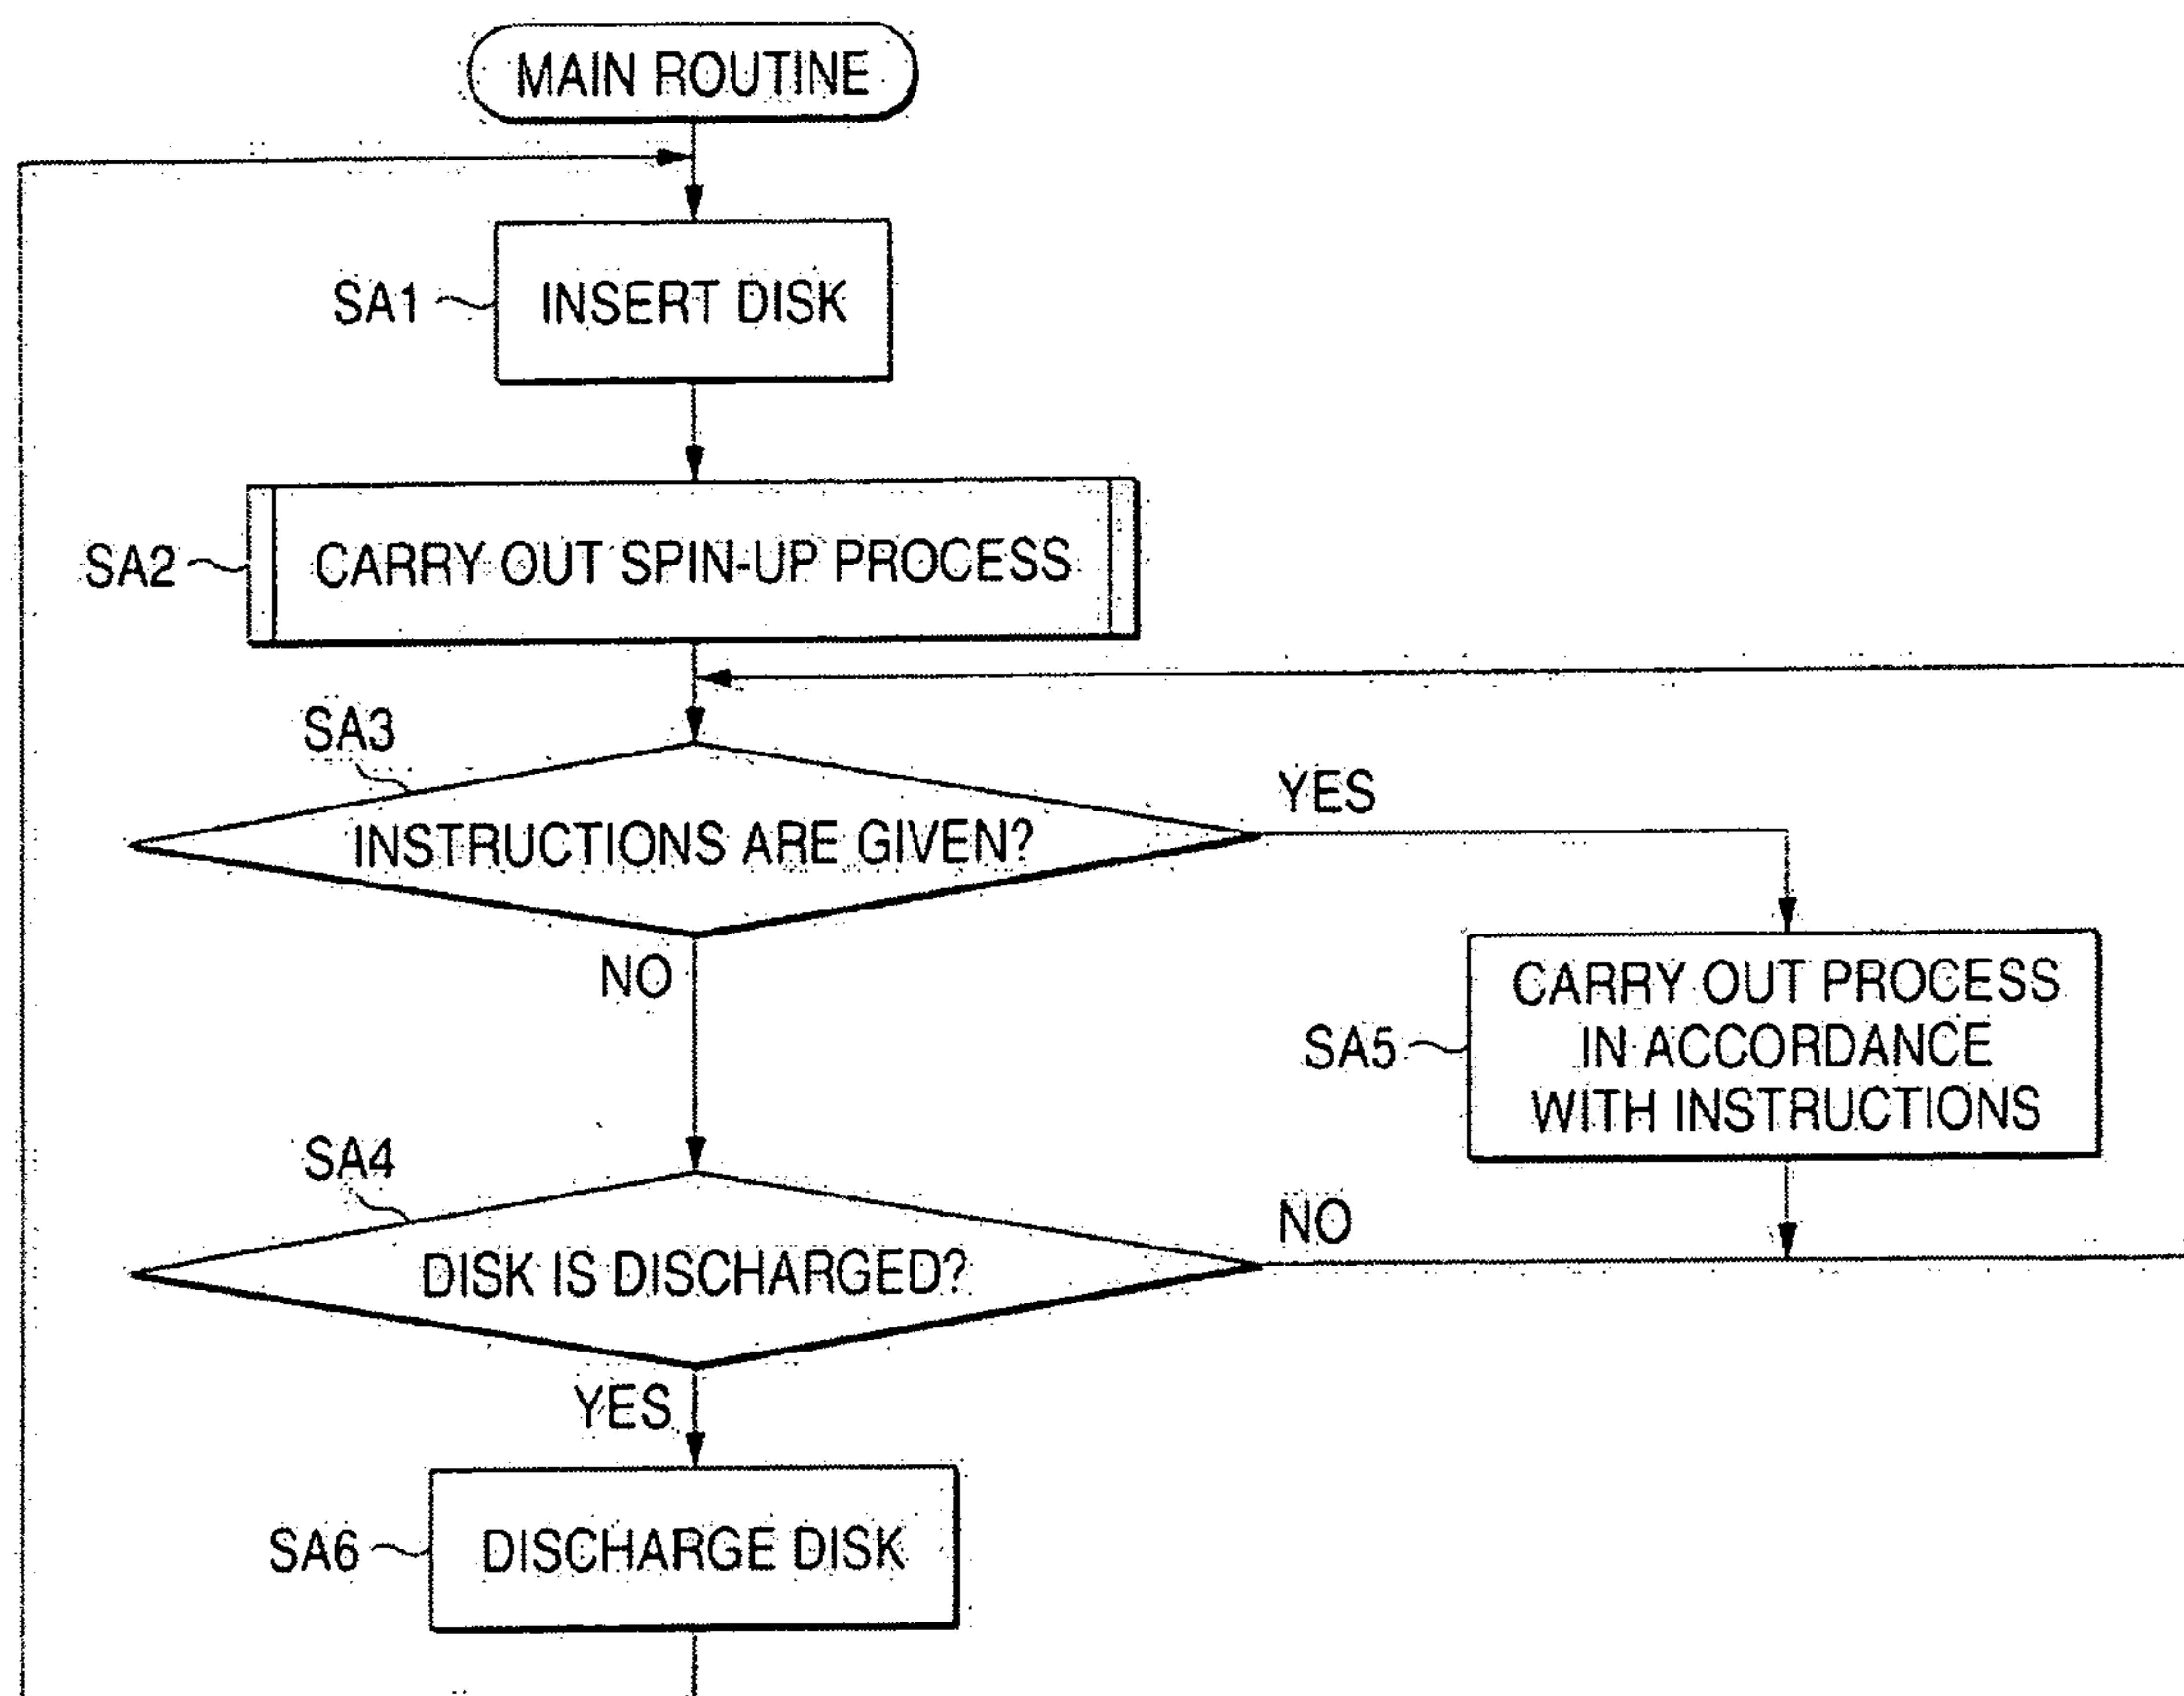 MAIN ROUTINE
SA1
INSERT DISK
SA2
CARRY OUT SPIN-UP PROCESS
SA3
INSTRUCTIONS ARE GIVEN?
YES
NO
SA5
CARRY OUT PROCESS
IN ACCORDANCE
WITH INSTRUCTIONS
SA4
DISK IS DISCHARGED?
NO
YES
SA6
DISCHARGE DISK